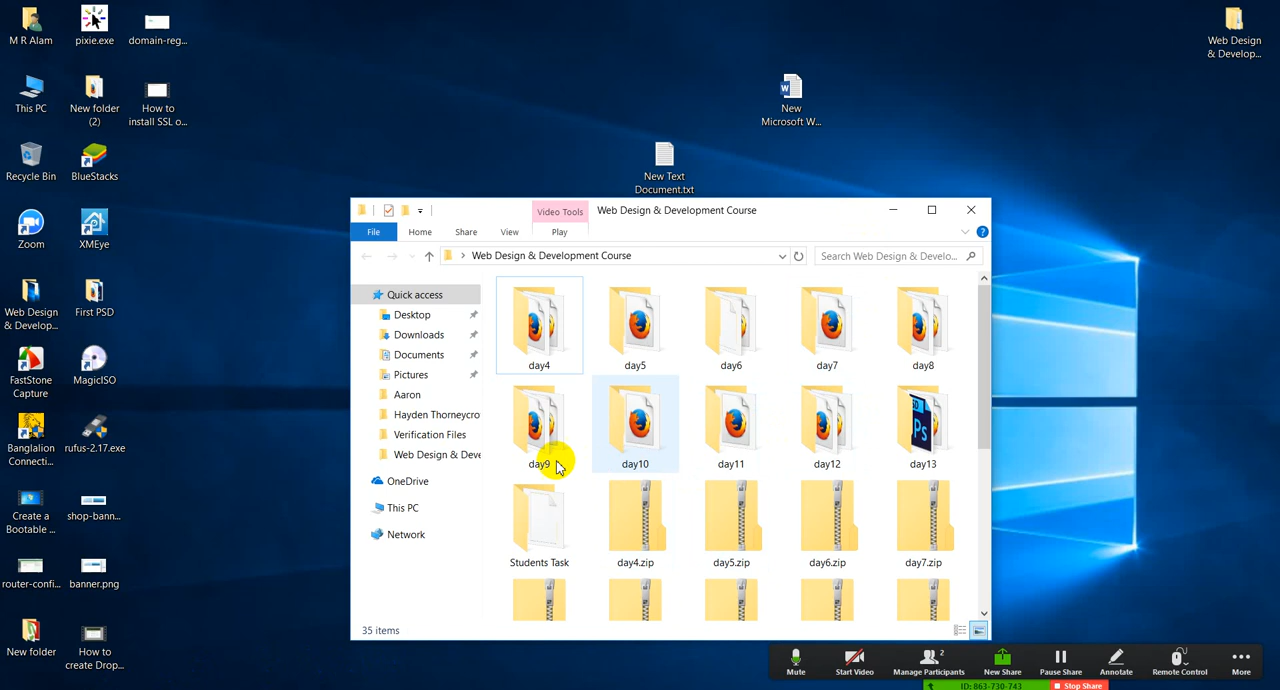 M R Alam
pixie.exe
domain-reg...
Web Design
& Develop...
This PC
New folder
(2)
How to
install SSL o...
New
Microsoft W...
Recycle Bin
BlueStacks
New Text
Document.txt
Zoom
XMEye
Video Tools
Web Design & Development Course
File
Home
Share
View
Play
Web Design & Development Course
Search Web Design & Develo...
Web Design
& Develop...
First PSD
Quick access
Desktop
Downloads
Documents
Pictures
Aaron
Hayden Thorneycro
Verification Files
Web Design & Deve
OneDrive
This PC
Network
day4
day5
day6
day7
day8
day9
day10
day11
day12
day13
Students Task
day4.zip
day5.zip
day6.zip
day7.zip
35 items
FastStone
Capture
MagicISO
Banglalion
Connecti...
rufus-2.17.exe
Create a
Bootable ...
shop-bann...
router-confi...
banner.png
New folder
How to
create Drop...
Mute
Start Video
2
Manage Participants
New Share
Pause Share
Annotate
Remote Control
More
ID: 863-730-743
Stop Share